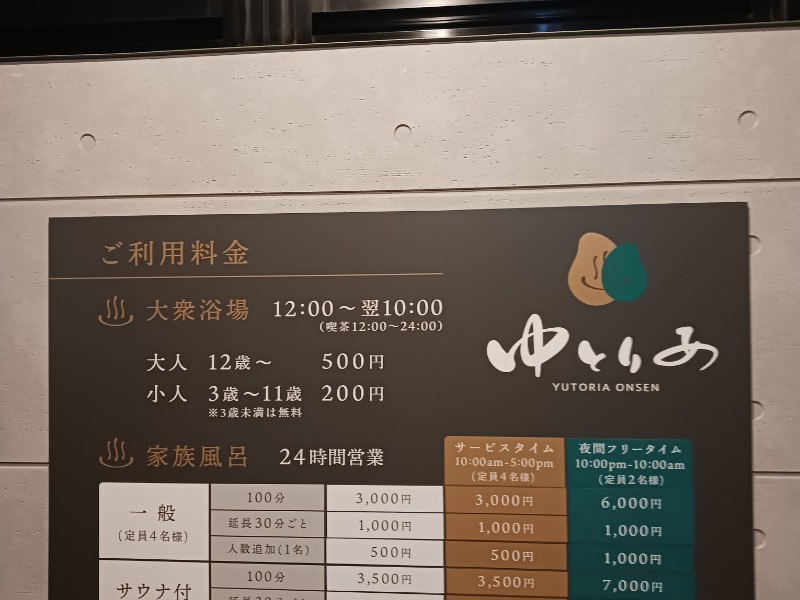 ご利用料金
大衆浴場 12:00～翌10:00
(喫茶12:00～24:00)
大人 12歳～ 500円
小人 3歳～11歳 200円
※3歳未満は無料
ゆとりあ
YUTORIA ONSEN
家族風呂 24時間営業
サービスタイム
10:00am-5:00pm
(定員4名様)
夜間フリータイム
10:00pm-10:00am
(定員2名様)
一般
(定員4名様)
100分 3,000円 3,000円 6,000円
延長30分ごと 1,000円 1,000円 1,000円
人数追加(1名) 500円 500円 1,000円
サウナ付
100分 3,500円 3,500円 7,000円